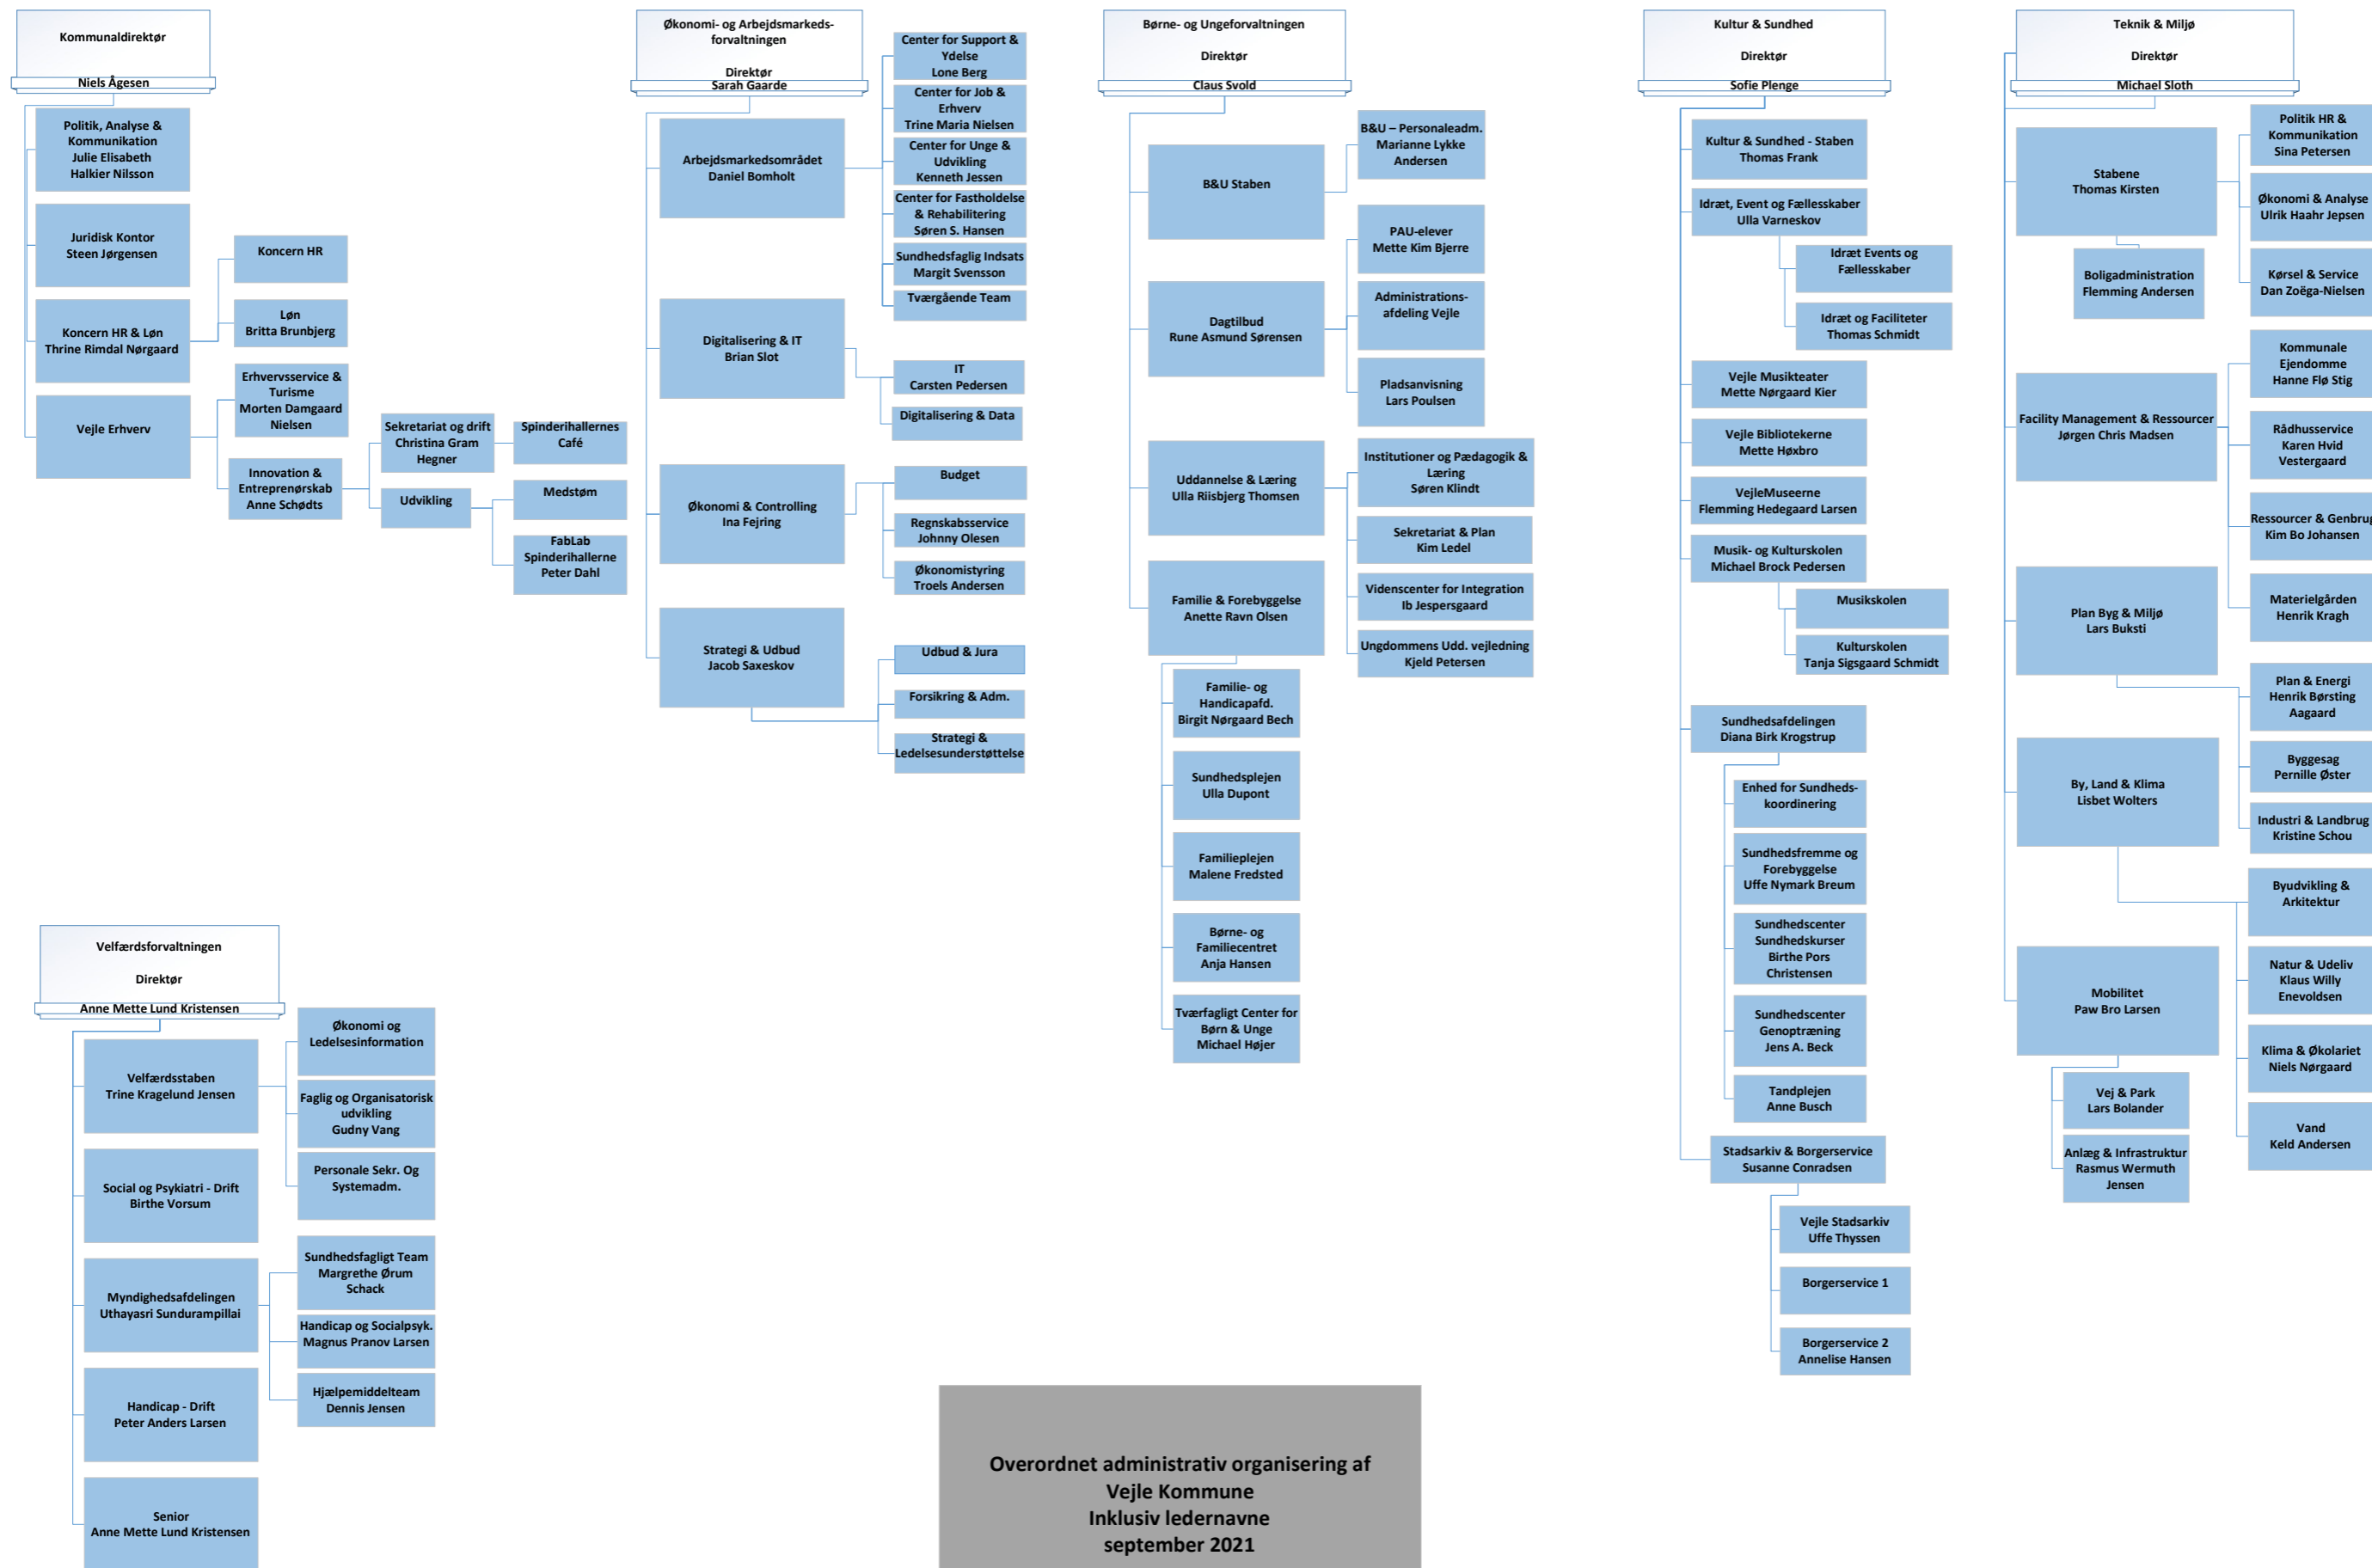 Kommunaldirektør
Niels Ågesen
Politik, Analyse &
Kommunikation
Julie Elisabeth
Halkier Nilsson
Juridisk Kontor
Steen Jørgensen
Koncern HR & Løn
Thrine Rimdal Nørgaard
Koncern HR
Løn
Britta Brunbjerg
Vejle Erhverv
Erhvervsservice &
Turisme
Morten Damgaard
Nielsen
Innovation &
Entreprenørskab
Anne Schødts
Sekretariat og drift
Christina Gram
Hegner
Spinderihallernes
Café
Udvikling
Medstøm
FabLab
Spinderihallerne
Peter Dahl
Økonomi- og Arbejdsmarkeds-
forvaltningen
Direktør
Sarah Gaarde
Arbejdsmarkedsområdet
Daniel Bomholt
Center for Support &
Ydelse
Lone Berg
Center for Job &
Erhverv
Trine Maria Nielsen
Center for Unge &
Udvikling
Kenneth Jessen
Center for Fastholdelse
& Rehabilitering
Søren S. Hansen
Sundhedsfaglig Indsats
Margit Svensson
Tværgående Team
Digitalisering & IT
Brian Slot
IT
Carsten Pedersen
Digitalisering & Data
Økonomi & Controlling
Ina Fejring
Budget
Regnskabsservice
Johnny Olesen
Økonomistyring
Troels Andersen
Strategi & Udbud
Jacob Saxeskov
Udbud & Jura
Forsikring & Adm.
Strategi &
Ledelsesunderstøttelse
Børne- og Ungeforvaltningen
Direktør
Claus Svold
B&U Staben
B&U – Personaleadm.
Marianne Lykke
Andersen
Dagtilbud
Rune Asmund Sørensen
PAU-elever
Mette Kim Bjerre
Administrations-
afdeling Vejle
Pladsanvisning
Lars Poulsen
Uddannelse & Læring
Ulla Riisbjerg Thomsen
Institutioner og Pædagogik &
Læring
Søren Klindt
Sekretariat & Plan
Kim Ledel
Videnscenter for Integration
Ib Jespersgaard
Ungdommens Udd. vejledning
Kjeld Petersen
Familie & Forebyggelse
Anette Ravn Olsen
Familie- og
Handicapafd.
Birgit Nørgaard Bech
Sundhedsplejen
Ulla Dupont
Familieplejen
Malene Fredsted
Børne- og
Familiecentret
Anja Hansen
Tværfagligt Center for
Børn & Unge
Michael Højer
Kultur & Sundhed
Direktør
Sofie Plenge
Kultur & Sundhed - Staben
Thomas Frank
Idræt, Event og Fællesskaber
Ulla Varneskov
Idræt Events og
Fællesskaber
Idræt og Faciliteter
Thomas Schmidt
Vejle Musikteater
Mette Nørgaard Kier
Vejle Bibliotekerne
Mette Høxbro
VejleMuseerne
Flemming Hedegaard Larsen
Musik- og Kulturskolen
Michael Brock Pedersen
Musikskolen
Kulturskolen
Tanja Sigsgaard Schmidt
Sundhedsafdelingen
Diana Birk Krogstrup
Enhed for Sundheds-
koordinering
Sundhedsfremme og
Forebyggelse
Uffe Nymark Breum
Sundhedscenter
Sundhedskurser
Birthe Pors
Christensen
Sundhedscenter
Genoptræning
Jens A. Beck
Tandplejen
Anne Busch
Stadsarkiv & Borgerservice
Susanne Conradsen
Vejle Stadsarkiv
Uffe Thyssen
Borgerservice 1
Borgerservice 2
Annelise Hansen
Teknik & Miljø
Direktør
Michael Sloth
Stabene
Thomas Kirsten
Politik HR &
Kommunikation
Sina Petersen
Økonomi & Analyse
Ulrik Haahr Jepsen
Kørsel & Service
Dan Zoëga-Nielsen
Boligadministration
Flemming Andersen
Facility Management & Ressourcer
Jørgen Chris Madsen
Kommunale
Ejendomme
Hanne Flø Stig
Rådhusservice
Karen Hvid
Vestergaard
Ressourcer & Genbrug
Kim Bo Johansen
Materielgården
Henrik Kragh
Plan Byg & Miljø
Lars Buksti
Plan & Energi
Henrik Børsting
Aagaard
Byggesag
Pernille Øster
Industri & Landbrug
Kristine Schou
By, Land & Klima
Lisbet Wolters
Byudvikling &
Arkitektur
Natur & Udeliv
Klaus Willy
Enevoldsen
Klima & Økolariet
Niels Nørgaard
Vand
Keld Andersen
Mobilitet
Paw Bro Larsen
Vej & Park
Lars Bolander
Anlæg & Infrastruktur
Rasmus Wermuth
Jensen
Velfærdsforvaltningen
Direktør
Anne Mette Lund Kristensen
Velfærdsstaben
Trine Kragelund Jensen
Økonomi og
Ledelsesinformation
Faglig og Organisatorisk
udvikling
Gudny Vang
Personale Sekr. Og
Systemadm.
Social og Psykiatri - Drift
Birthe Vorsum
Myndighedsafdelingen
Uthayasri Sundurampillai
Sundhedsfagligt Team
Margrethe Ørum
Schack
Handicap og Socialpsyk.
Magnus Pranov Larsen
Hjælpemiddelteam
Dennis Jensen
Handicap - Drift
Peter Anders Larsen
Senior
Anne Mette Lund Kristensen
Overordnet administrativ organisering af
Vejle Kommune
Inklusiv ledernavne
september 2021